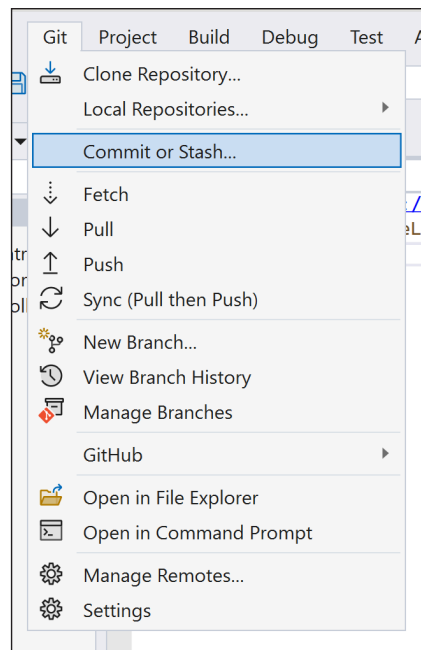 Git Project Build Debug Test
Clone Repository...
Local Repositories...
Commit or Stash...
Fetch
Pull
Push
Sync (Pull then Push)
New Branch...
View Branch History
Manage Branches
GitHub
Open in File Explorer
Open in Command Prompt
Manage Remotes...
Settings